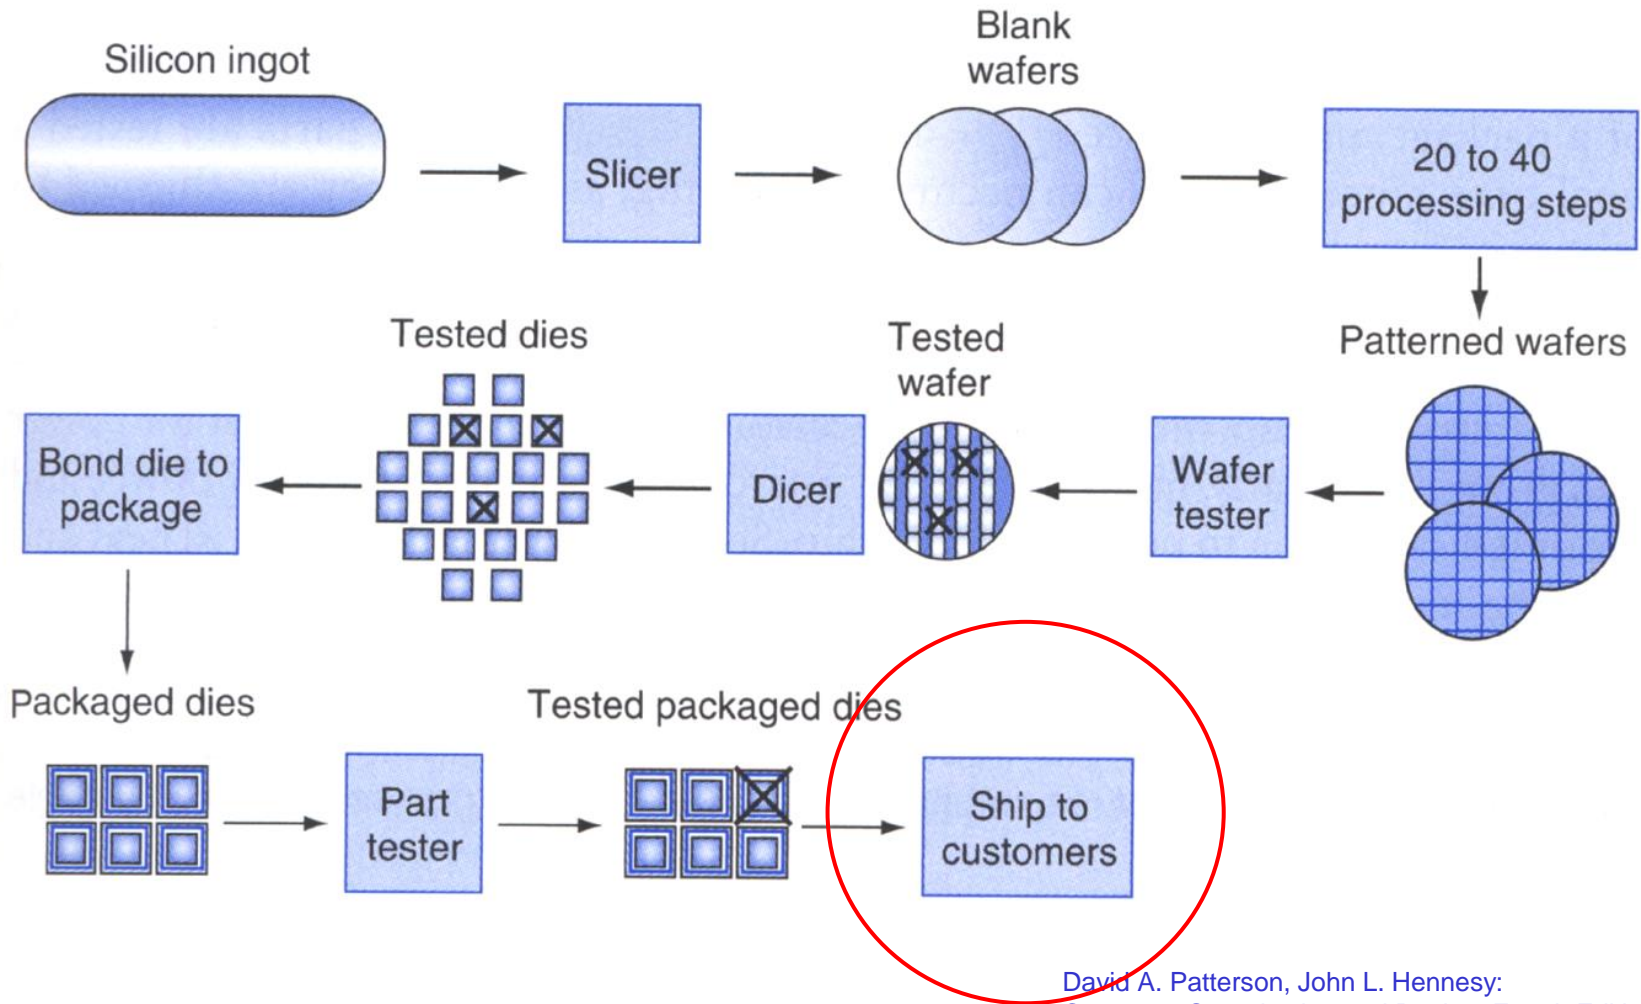 Silicon ingot
Slicer
Blank
wafers
20 to 40
processing steps
Tested dies
Tested
wafer
Patterned wafers
Bond die to
package
Dicer
Wafer
tester
Packaged dies
Tested packaged dies
Part
tester
Ship to
customers
David A. Patterson, John L. Hennesy: